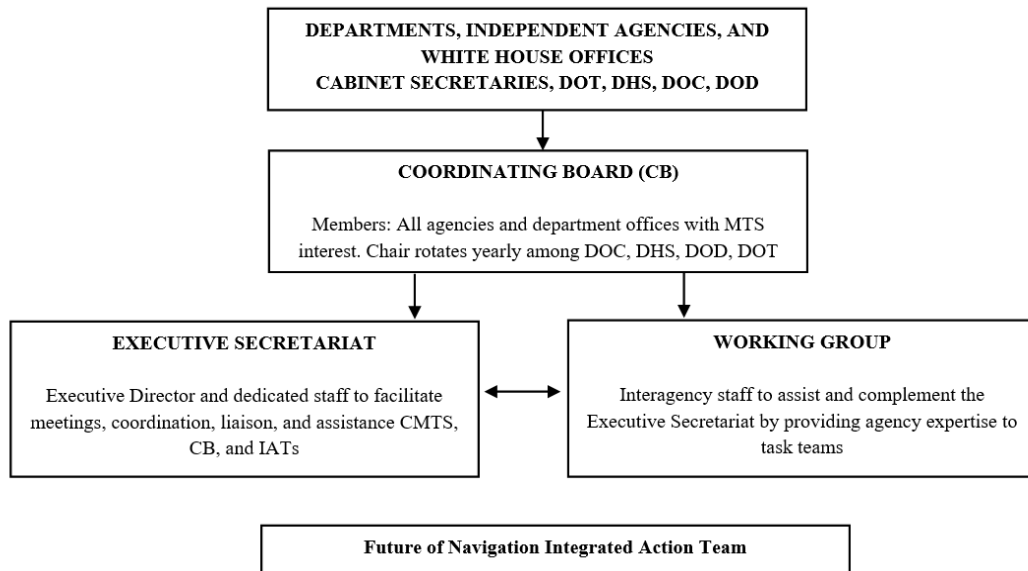 DEPARTMENTS, INDEPENDENT AGENCIES, AND
WHITE HOUSE OFFICES
CABINET SECRETARIES, DOT, DHS, DOC, DOD
COORDINATING BOARD (CB)
Members: All agencies and department offices with MTS
interest. Chair rotates yearly among DOC, DHS, DOD, DOT
EXECUTIVE SECRETARIAT
Executive Director and dedicated staff to facilitate
meetings, coordination, liaison, and assistance CMTS,
CB, and IATs
WORKING GROUP
Interagency staff to assist and complement the
Executive Secretariat by providing agency expertise to
task teams
Future of Navigation Integrated Action Team